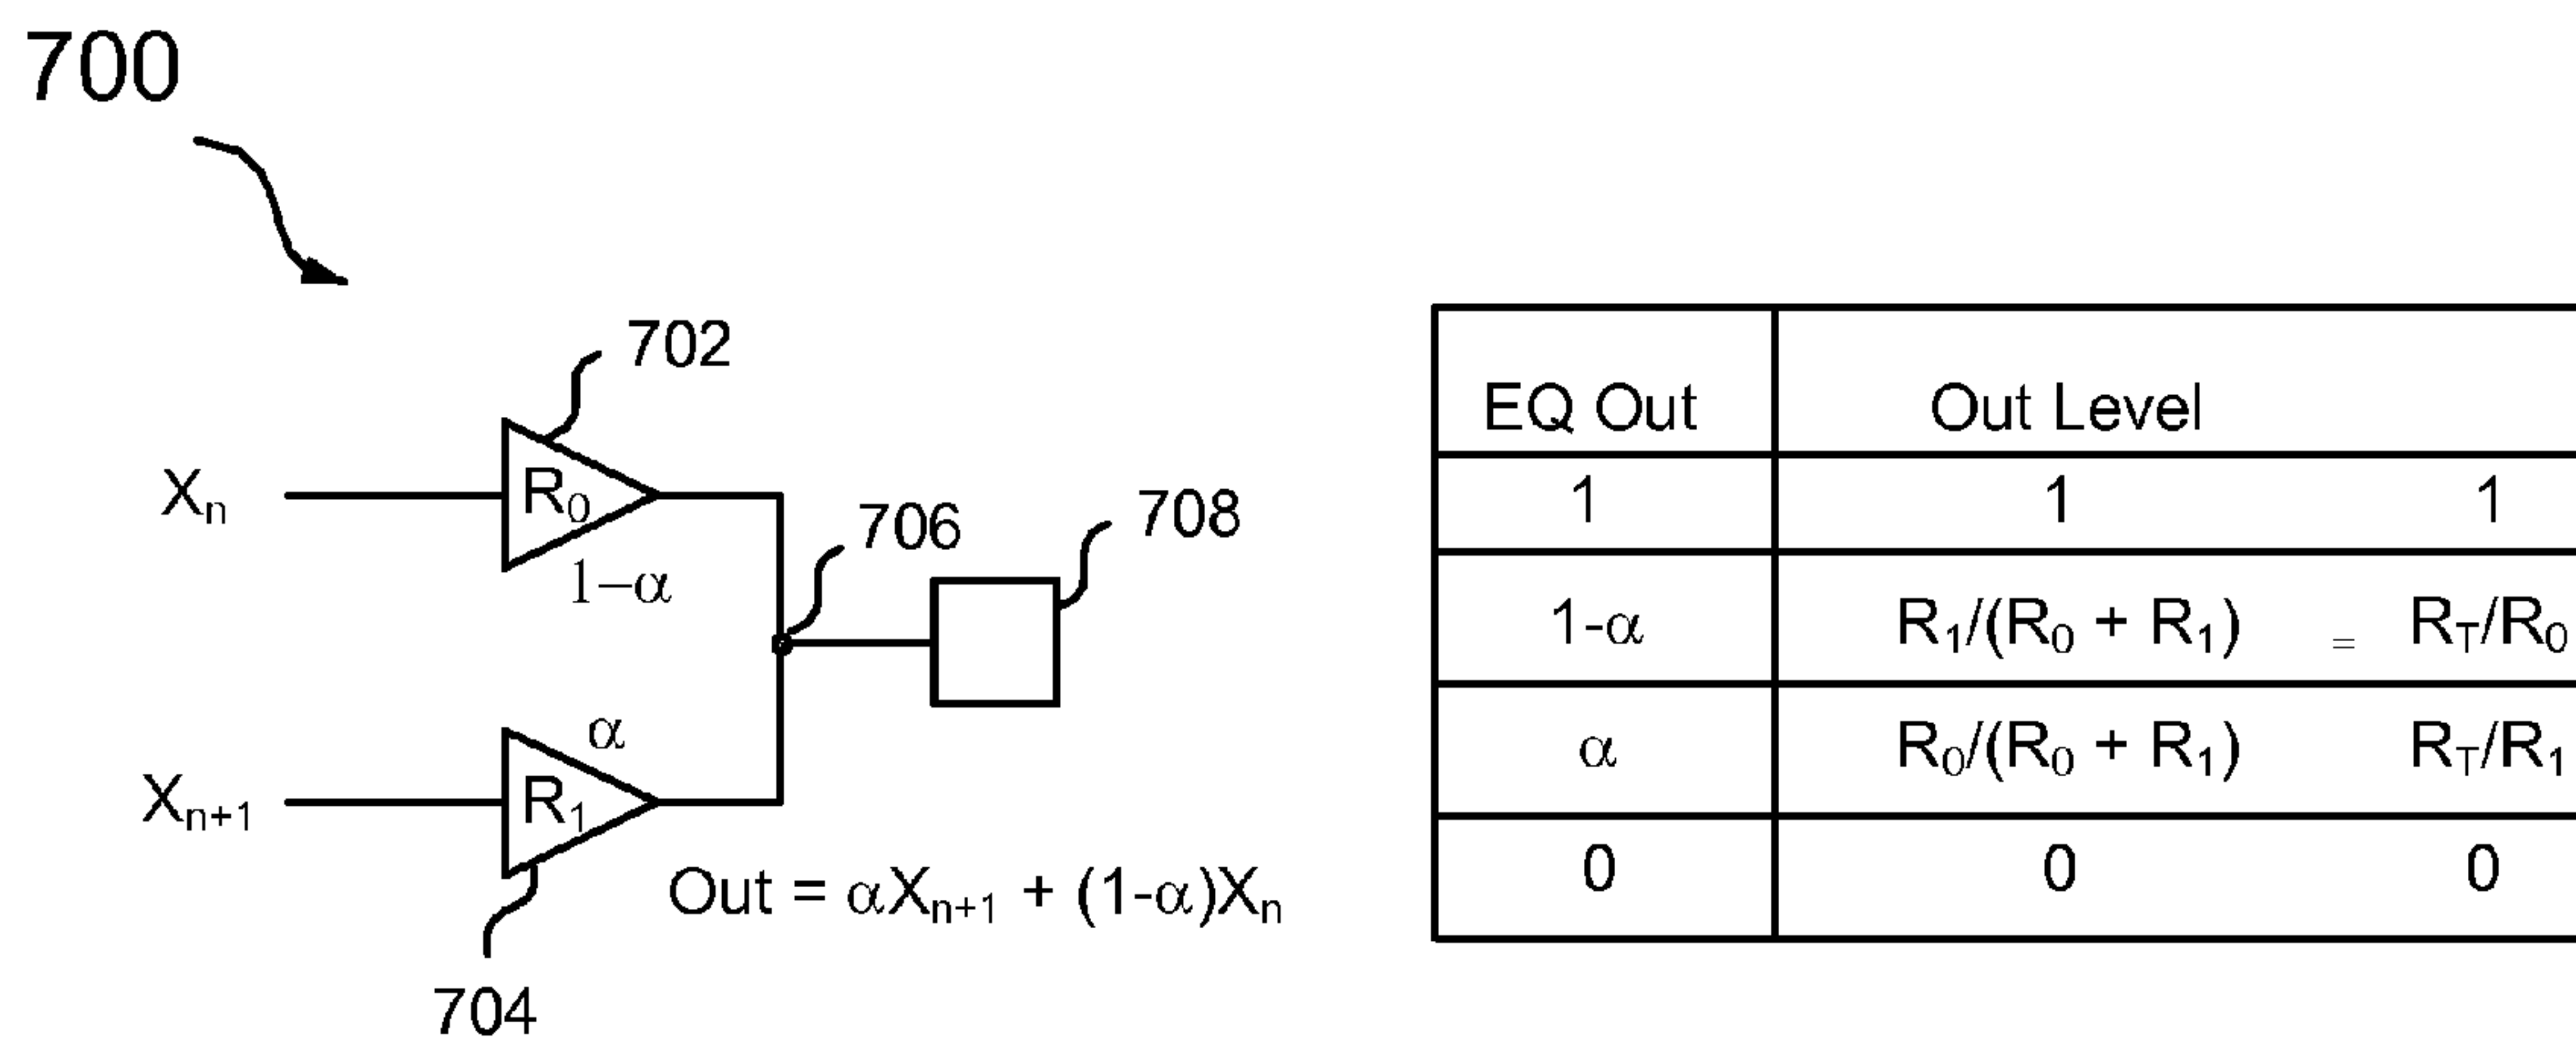 700
702
Xn
R0
1−α
706
708
α
Xn+1
R1
Out = αXn+1 + (1-α)Xn
704
EQ Out Out Level
1 1 1
1-α R1/(R0 + R1) = RT/R0
α R0/(R0 + R1) RT/R1
0 0 0